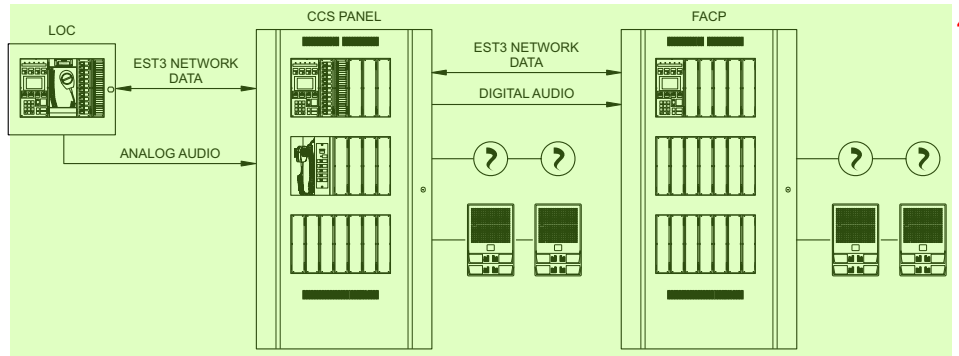 LOC
CCS PANEL
FACP
EST3 NETWORK
DATA
EST3 NETWORK
DATA
DIGITAL AUDIO
ANALOG AUDIO